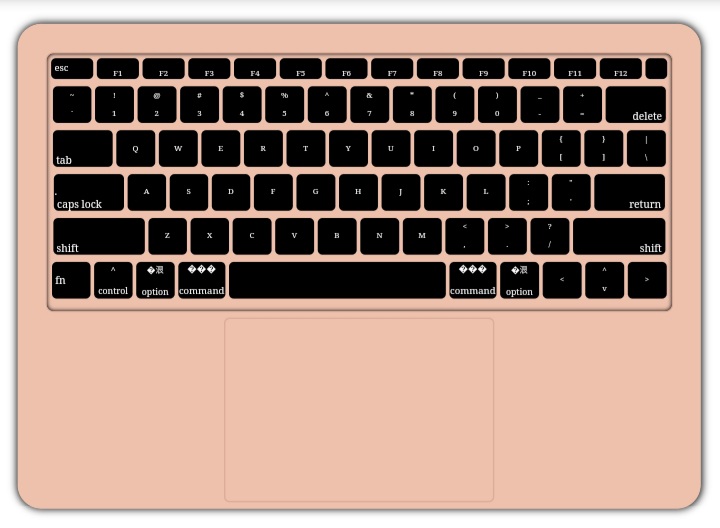 esc F1 F2 F3 F4 F5 F6 F7 F8 F9 F10 F11 F12
~ ! @ # $ % ^ & * ( ) _ +
` 1 2 3 4 5 6 7 8 9 0 - = delete
tab Q W E R T Y U I O P { } |
[ ] \
caps lock A S D F G H J K L : "
; ' return
shift Z X C V B N M < > ?
, . / shift
fn ^ �⌥ ��� ��� �⌥ < ^ >
control option command command option v